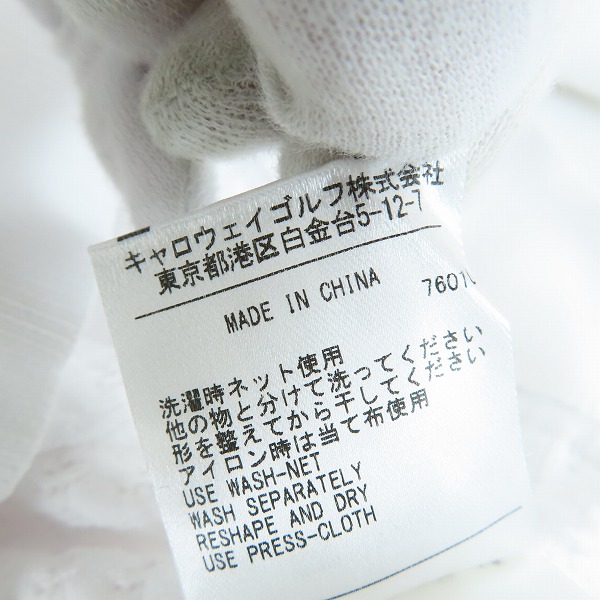 キャロウェイゴルフ株式会社
東京都港区白金台5-12-7
MADE IN CHINA 7601
洗濯時ネット使用
他の物と分けて洗ってください
形を整えてから干してください
アイロン時は当て布使用
USE WASH-NET
WASH SEPARATELY
RESHAPE AND DRY
USE PRESS-CLOTH